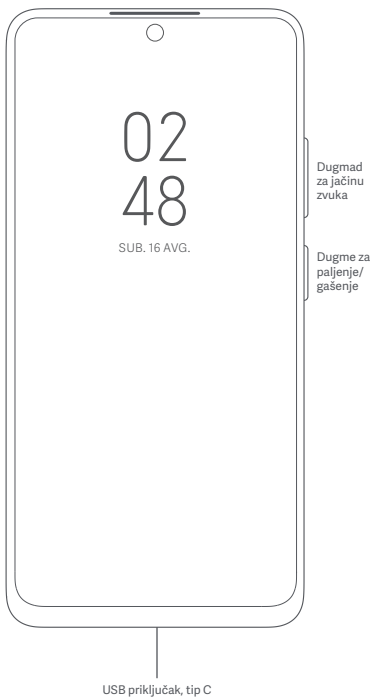 02
48
SUB. 16 AVG.
Dugmad
za jačinu
zvuka
Dugme za
paljenje/
gašenje
USB priključak, tip C